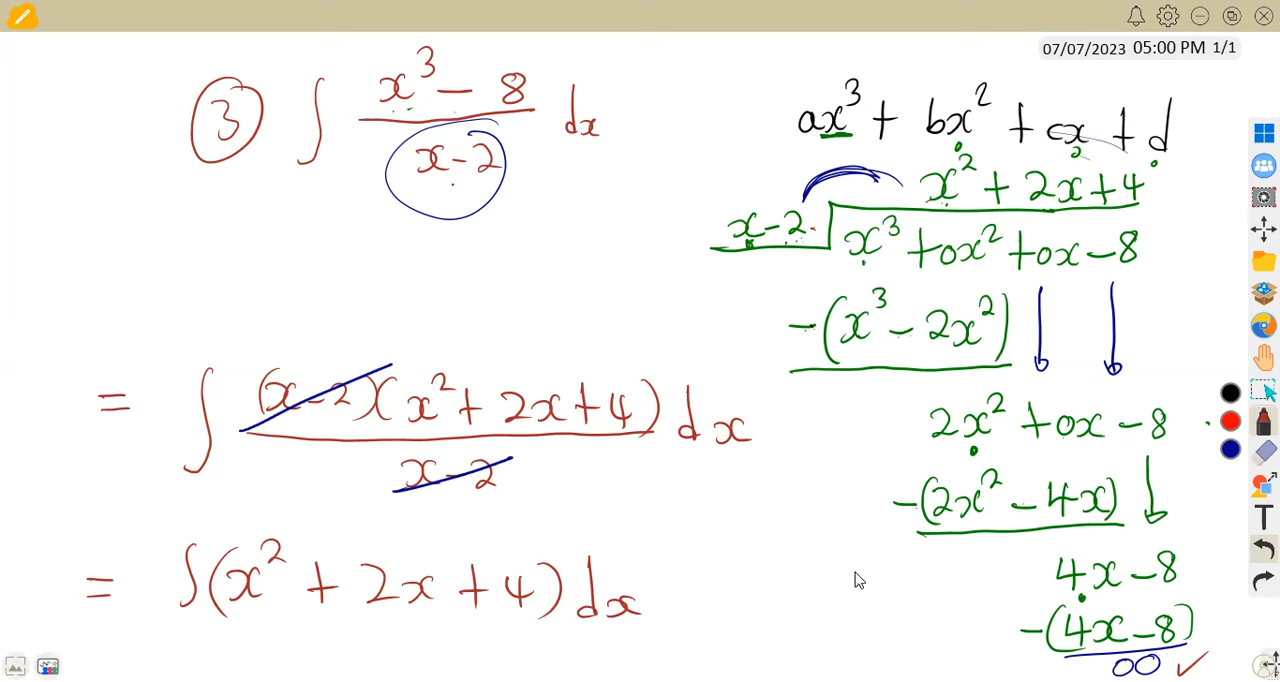 07/07/2023 05:00 PM 1/1
③ ∫ x³ – 8 / x – 2 dx
= ∫ (x – 2)(x² + 2x + 4) / x – 2 dx
= ∫(x² + 2x + 4) dx
ax³ + bx² + cx + d
x² + 2x + 4
x – 2
x³ + 0x² + 0x – 8
–(x³ – 2x²)
2x² + 0x – 8
–(2x² – 4x)
4x – 8
–(4x – 8)
00 ✓
T